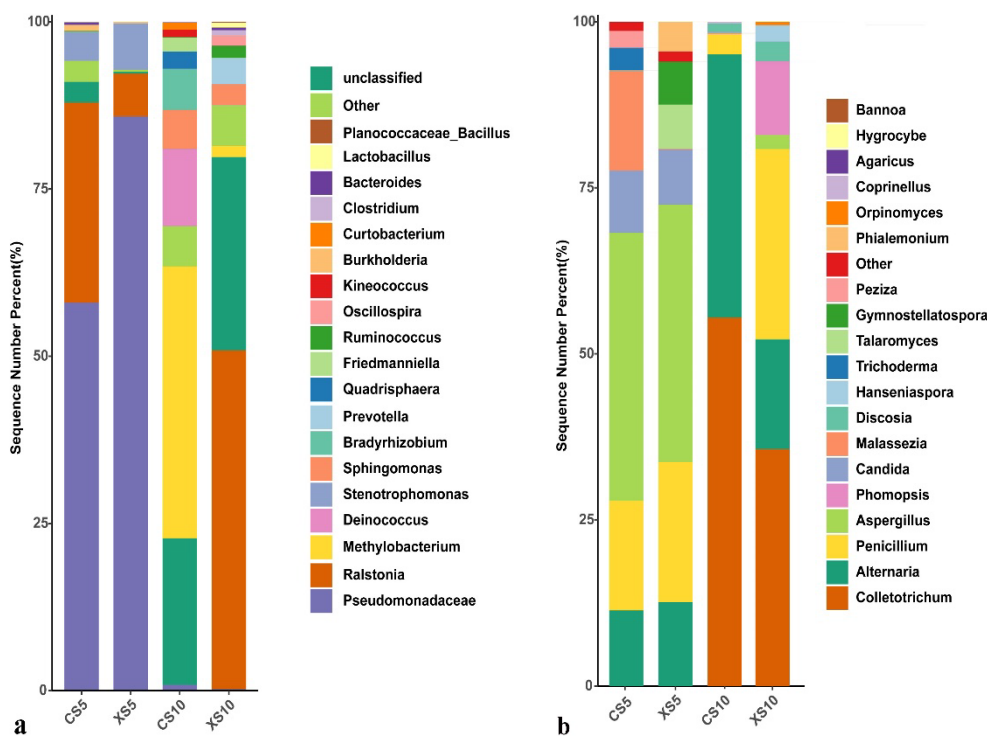 Sequence Number Percent(%)
100
75
50
25
0
CS5
XS5
CS10
XS10
unclassified
Other
Planococcaceae_Bacillus
Lactobacillus
Bacteroides
Clostridium
Curtobacterium
Burkholderia
Kineococcus
Oscillospira
Ruminococcus
Friedmanniella
Quadrisphaera
Prevotella
Bradyrhizobium
Sphingomonas
Stenotrophomonas
Deinococcus
Methylobacterium
Ralstonia
Pseudomonadaceae
a
Sequence Number Percent(%)
100
75
50
25
0
CS5
XS5
CS10
XS10
Bannoa
Hygrocybe
Agaricus
Coprinellus
Orpinomyces
Phialemonium
Other
Peziza
Gymnostellatospora
Talaromyces
Trichoderma
Hanseniaspora
Discosia
Malassezia
Candida
Phomopsis
Aspergillus
Penicillium
Alternaria
Colletotrichum
b